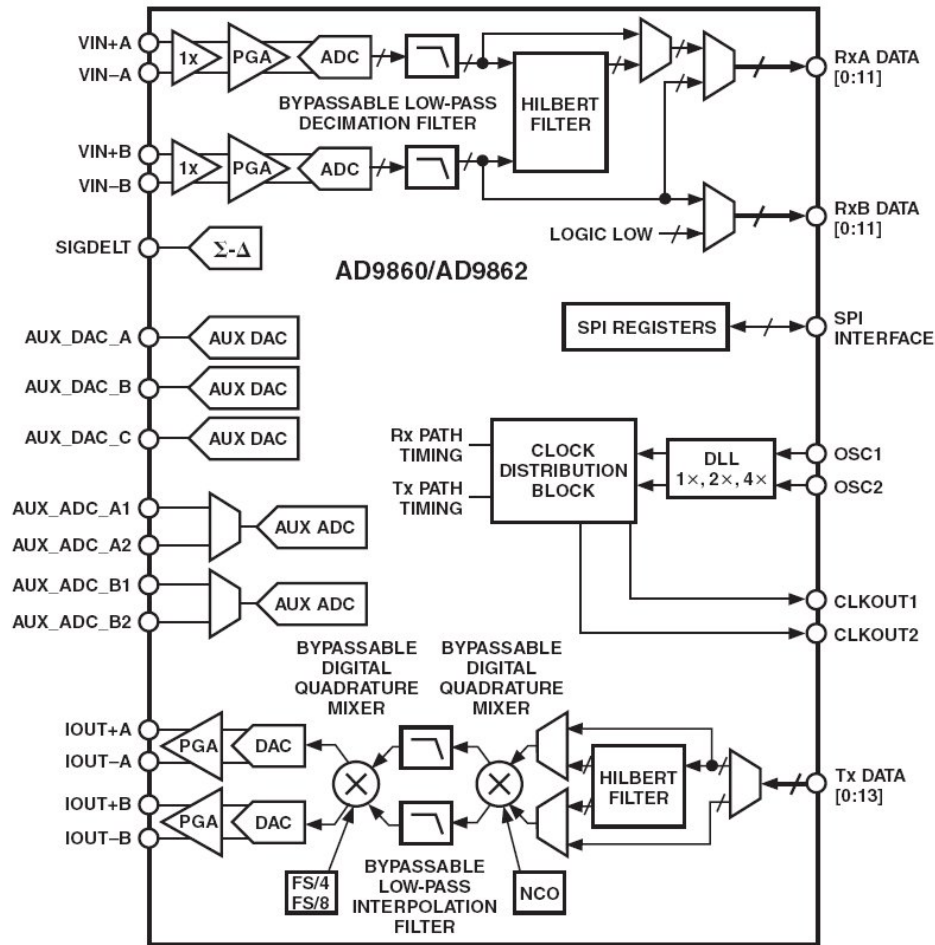 VIN+A
VIN–A
1x
PGA
ADC
BYPASSABLE LOW-PASS
DECIMATION FILTER
HILBERT
FILTER
RxA DATA
[0:11]
VIN+B
VIN–B
1x
PGA
ADC
RxB DATA
[0:11]
LOGIC LOW
SIGDELT
Σ-Δ
AD9860/AD9862
SPI REGISTERS
SPI
INTERFACE
AUX_DAC_A
AUX DAC
AUX_DAC_B
AUX DAC
AUX_DAC_C
AUX DAC
Rx PATH
TIMING
Tx PATH
TIMING
CLOCK
DISTRIBUTION
BLOCK
DLL
1×, 2×, 4×
OSC1
OSC2
AUX_ADC_A1
AUX_ADC_A2
AUX ADC
AUX_ADC_B1
AUX_ADC_B2
AUX ADC
CLKOUT1
CLKOUT2
BYPASSABLE
DIGITAL
QUADRATURE
MIXER
BYPASSABLE
DIGITAL
QUADRATURE
MIXER
IOUT+A
IOUT–A
PGA
DAC
IOUT+B
IOUT–B
PGA
DAC
HILBERT
FILTER
Tx DATA
[0:13]
FS/4
FS/8
BYPASSABLE
LOW-PASS
INTERPOLATION
FILTER
NCO